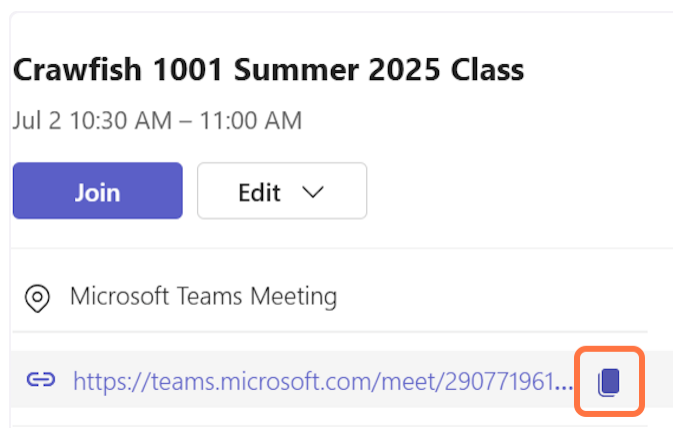 Crawfish 1001 Summer 2025 Class
Jul 2 10:30 AM – 11:00 AM
Join
Edit
Microsoft Teams Meeting
https://teams.microsoft.com/meet/290771961...